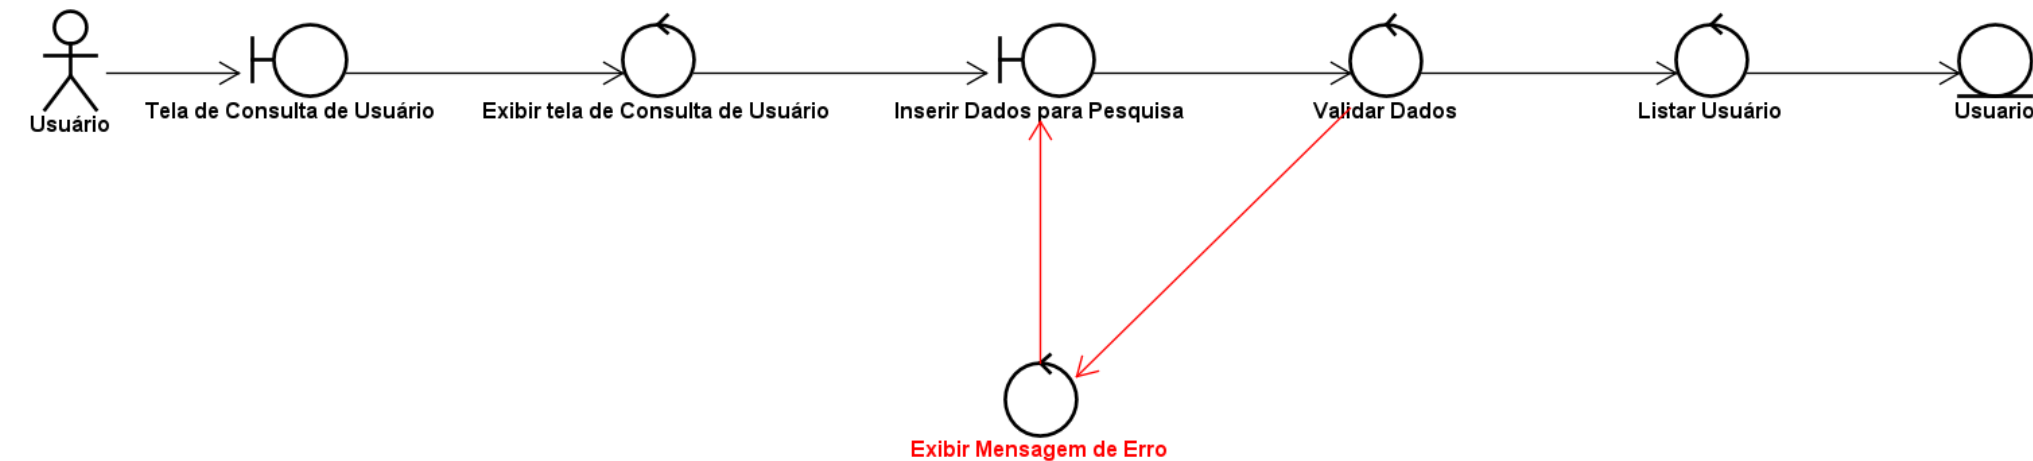 Usuário
Tela de Consulta de Usuário
Exibir tela de Consulta de Usuário
Inserir Dados para Pesquisa
Validar Dados
Listar Usuário
Usuario
Exibir Mensagem de Erro